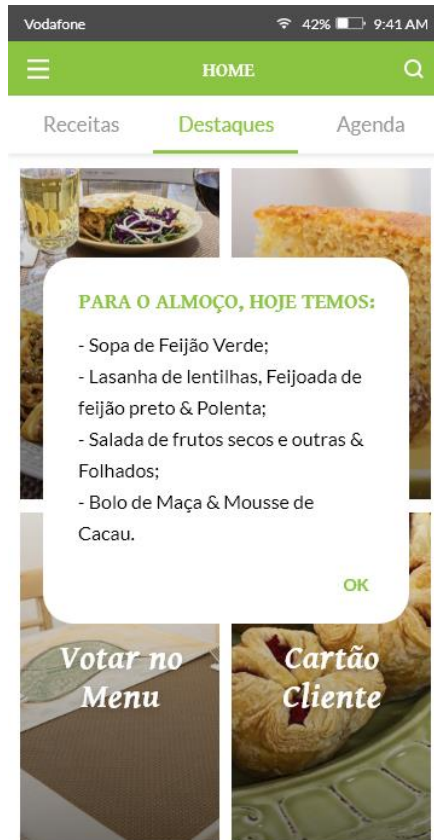 Vodafone 42% 9:41 AM
HOME
Receitas Destaques Agenda
PARA O ALMOÇO, HOJE TEMOS:
- Sopa de Feijão Verde;
- Lasanha de lentilhas, Feijoada de
feijão preto & Polenta;
- Salada de frutos secos e outras &
Folhados;
- Bolo de Maça & Mousse de
Cacau.
OK
Votar no
Menu
Cartão
Cliente